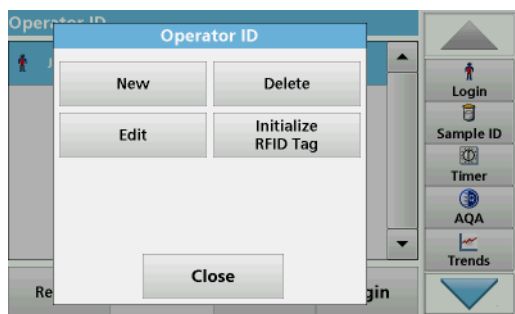 Operator ID
Operator ID
J
New
Delete
Edit
Initialize
RFID Tag
Close
Re
gin
Login
Sample ID
Timer
AQA
Trends